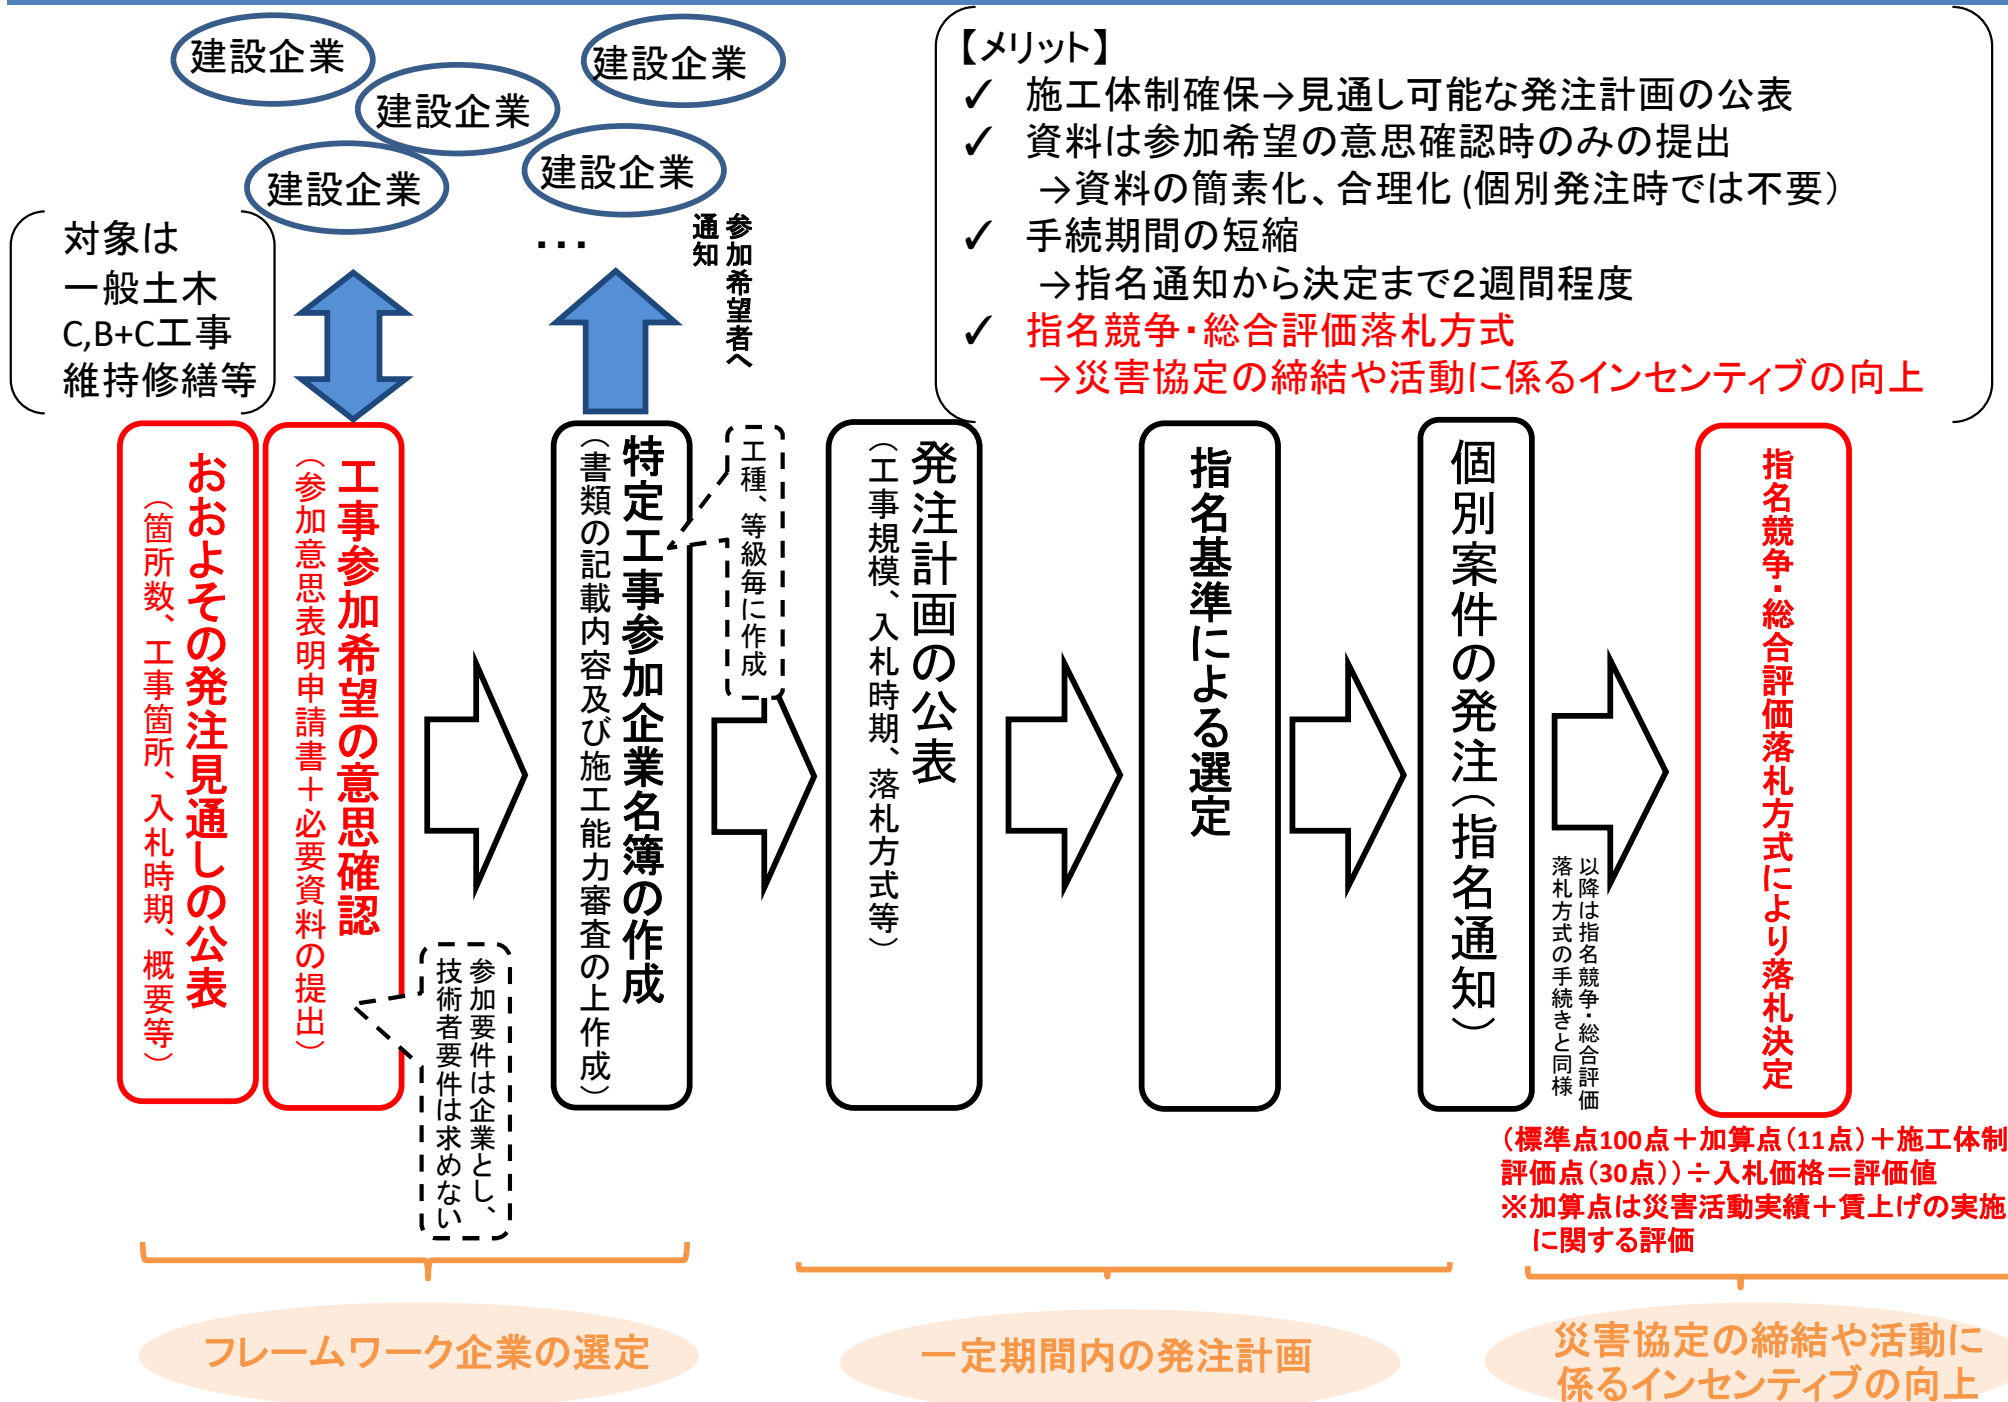 建設企業
建設企業
建設企業
建設企業
建設企業
・・・
対象は
一般土木
C,B+C工事
維持修繕等
参加希望者へ
通知
【メリット】
✓ 施工体制確保→見通し可能な発注計画の公表
✓ 資料は参加希望の意思確認時のみの提出
→資料の簡素化、合理化(個別発注時では不要）
✓ 手続期間の短縮
→指名通知から決定まで２週間程度
✓ 指名競争・総合評価落札方式
→災害協定の締結や活動に係るインセンティブの向上
おおよその発注見通しの公表
（箇所数、工事箇所、入札時期、概要等）
工事参加希望の意思確認
（参加意思表明申請書＋必要資料の提出）
参加要件は企業とし、
技術者要件は求めない
特定工事参加企業名簿の作成
（書類の記載内容及び施工能力審査の上作成）
工種、等級毎に作成
発注計画の公表
（工事規模、入札時期、落札方式等）
指名基準による選定
個別案件の発注（指名通知）
以降は指名競争・総合評価
落札方式の手続きと同様
指名競争・総合評価落札方式により落札決定
（標準点100点＋加算点（11点）＋施工体制
評価点（30点））÷入札価格＝評価値
※加算点は災害活動実績＋賃上げの実施
に関する評価
フレームワーク企業の選定
一定期間内の発注計画
災害協定の締結や活動に
係るインセンティブの向上